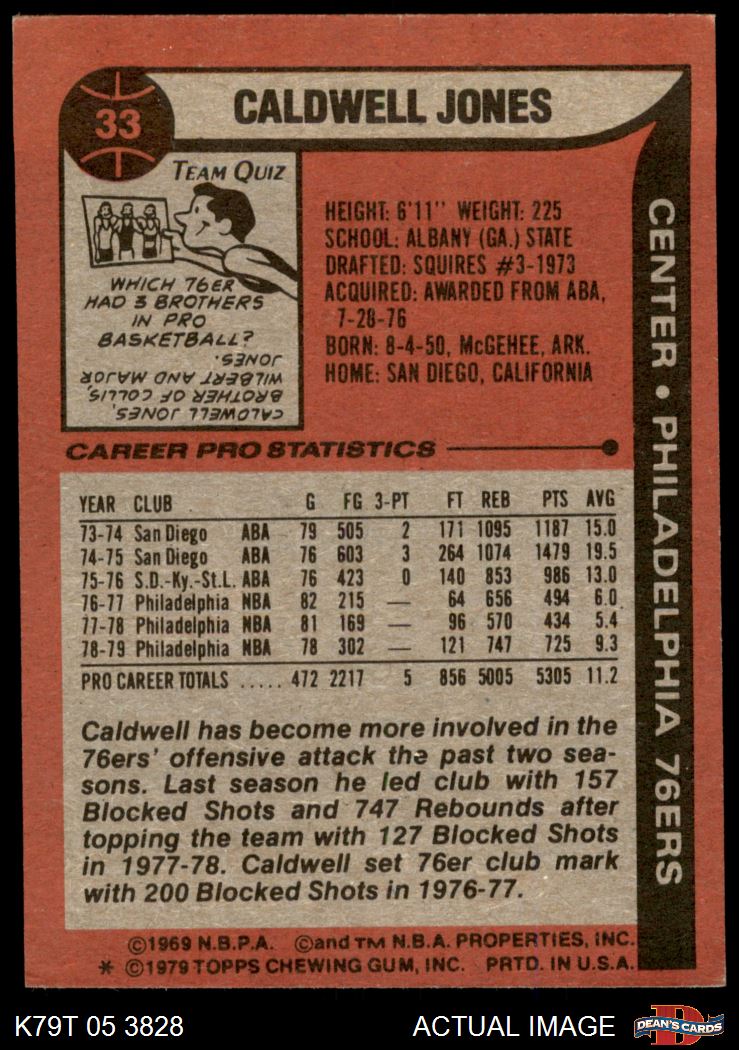 33
CALDWELL JONES
TEAM QUIZ
WHICH 76ER
HAD 3 BROTHERS
IN PRO
BASKETBALL?
CALDWELL JONES,
BROTHER OF COLLIS,
WILBERT AND MAJOR
JONES.
HEIGHT: 6'11" WEIGHT: 225
SCHOOL: ALBANY (GA.) STATE
DRAFTED: SQUIRES #3-1973
ACQUIRED: AWARDED FROM ABA,
7-28-76
BORN: 8-4-50, McGEHEE, ARK.
HOME: SAN DIEGO, CALIFORNIA
CENTER • PHILADELPHIA 76ERS
CAREER PRO STATISTICS
YEAR CLUB G FG 3-PT FT REB PTS AVG
73-74 San Diego ABA 79 505 2 171 1095 1187 15.0
74-75 San Diego ABA 76 603 3 264 1074 1479 19.5
75-76 S.D.-Ky.-St.L. ABA 76 423 0 140 853 986 13.0
76-77 Philadelphia NBA 82 215 — 64 656 494 6.0
77-78 Philadelphia NBA 81 169 — 96 570 434 5.4
78-79 Philadelphia NBA 78 302 — 121 747 725 9.3
PRO CAREER TOTALS ..... 472 2217 5 856 5005 5305 11.2
Caldwell has become more involved in the
76ers' offensive attack the past two sea-
sons. Last season he led club with 157
Blocked Shots and 747 Rebounds after
topping the team with 127 Blocked Shots
in 1977-78. Caldwell set 76er club mark
with 200 Blocked Shots in 1976-77.
©1969 N.B.P.A. ©and TM N.B.A. PROPERTIES, INC.
* ©1979 TOPPS CHEWING GUM, INC. PRTD. IN U.S.A.
K79T 05 3828
ACTUAL IMAGE
D
DEAN'S CARDS